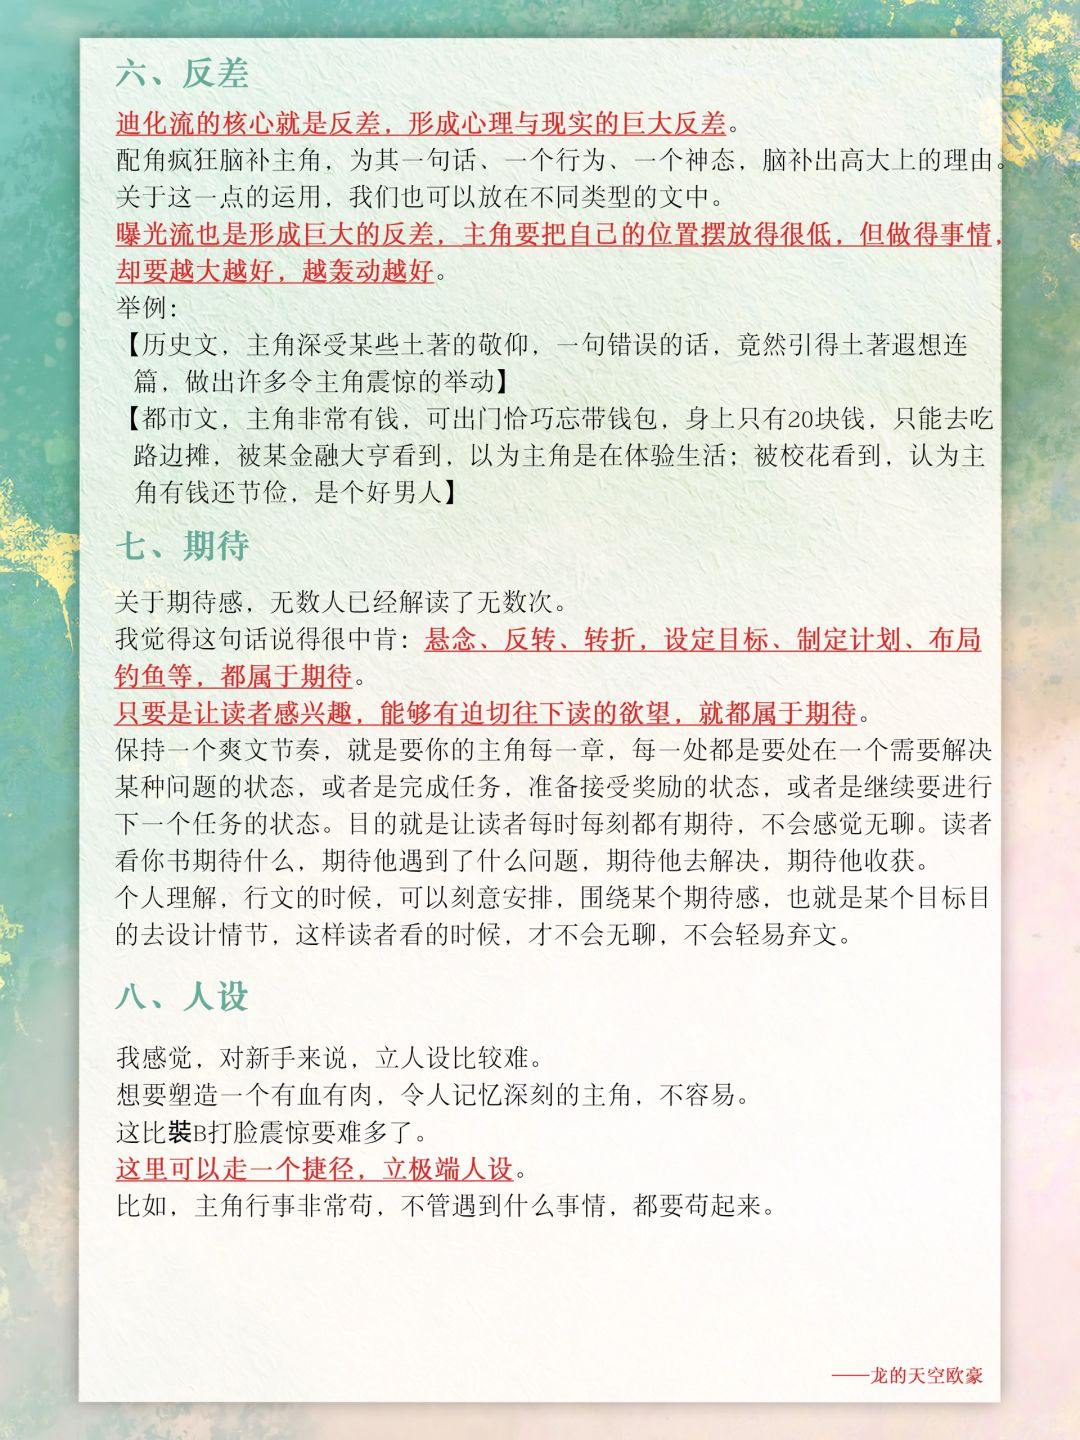 六、反差
迪化流的核心就是反差，形成心理与现实的巨大反差。
配角疯狂脑补主角，为其一句话、一个行为、一个神态，脑补出高大上的理由。
关于这一点的运用，我们也可以放在不同类型的文中。
曝光流也是形成巨大的反差，主角要把自己的位置摆放得很低，但做得事情，
却要越大越好，越轰动越好。
举例：
【历史文，主角深受某些土著的敬仰，一句错误的话，竟然引得土著遐想连
篇，做出许多令主角震惊的举动】
【都市文，主角非常有钱，可出门恰巧忘带钱包，身上只有20块钱，只能去吃
路边摊，被某金融大亨看到，以为主角是在体验生活；被校花看到，认为主
角有钱还节俭，是个好男人】
七、期待
关于期待感，无数人已经解读了无数次。
我觉得这句话说得很中肯：悬念、反转、转折，设定目标、制定计划、布局
钓鱼等，都属于期待。
只要是让读者感兴趣，能够有迫切往下读的欲望，就都属于期待。
保持一个爽文节奏，就是要你的主角每一章，每一处都是要处在一个需要解决
某种问题的状态，或者是完成任务，准备接受奖励的状态，或者是继续要进行
下一个任务的状态。目的就是让读者每时每刻都有期待，不会感觉无聊。读者
看你书期待什么，期待他遇到了什么问题，期待他去解决，期待他收获。
个人理解，行文的时候，可以刻意安排，围绕某个期待感，也就是某个目标目
的去设计情节，这样读者看的时候，才不会无聊，不会轻易弃文。
八、人设
我感觉，对新手来说，立人设比较难。
想要塑造一个有血有肉，令人记忆深刻的主角，不容易。
这比裝B打脸震惊要难多了。
这里可以走一个捷径，立极端人设。
比如，主角行事非常苟，不管遇到什么事情，都要苟起来。
——龙的天空欧豪